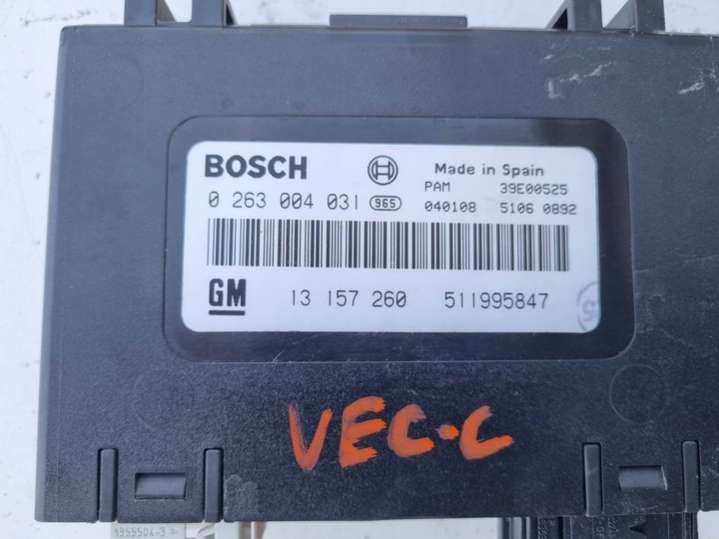 BOSCH Made in Spain
PAM 39E00525
0 263 004 031 965 040108 5106 0892
GM 13 157 260 511995847
VEC-C